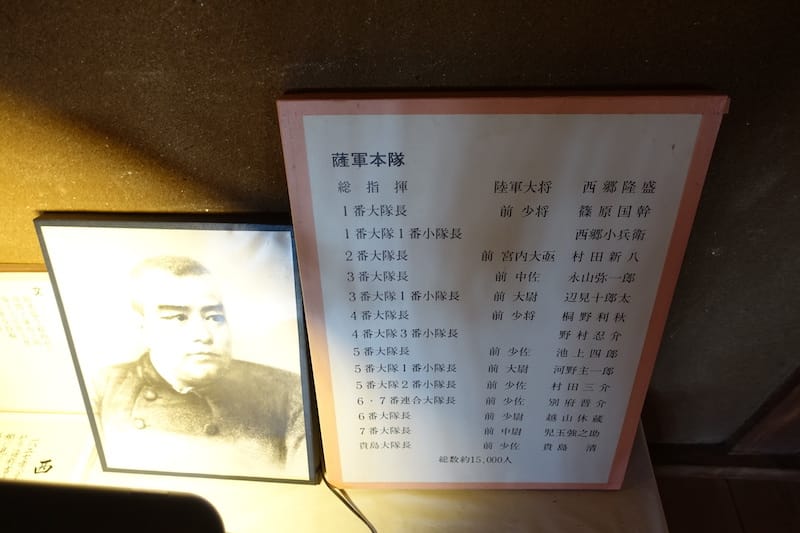 薩軍本隊
総指揮 陸軍大将 西郷隆盛
1番大隊長 前 少将 篠原国幹
1番大隊1番小隊長 西郷小兵衛
2番大隊長 前 宮内大亟 村田新八
3番大隊長 前 中佐 永山弥一郎
3番大隊1番小隊長 前 大尉 辺見十郎太
4番大隊長 前 少将 桐野利秋
4番大隊3番小隊長 野村忍介
5番大隊長 前 少佐 池上四郎
5番大隊1番小隊長 前 大尉 河野主一郎
5番大隊2番小隊長 前 少佐 村田三介
6・7番連合大隊長 前 少佐 別府晋介
6番大隊長 前 少尉 越山休蔵
7番大隊長 前 中尉 児玉強之助
貴島大隊長 前 少佐 貴島 清
総数約15,000人
西